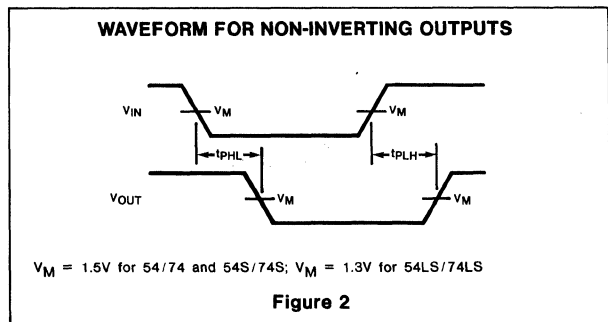 WAVEFORM FOR NON-INVERTING OUTPUTS
VIN
VM
VM
tPHL
tPLH
VOUT
VM
VM
VM = 1.5V for 54/74 and 54S/74S; VM = 1.3V for 54LS/74LS
Figure 2